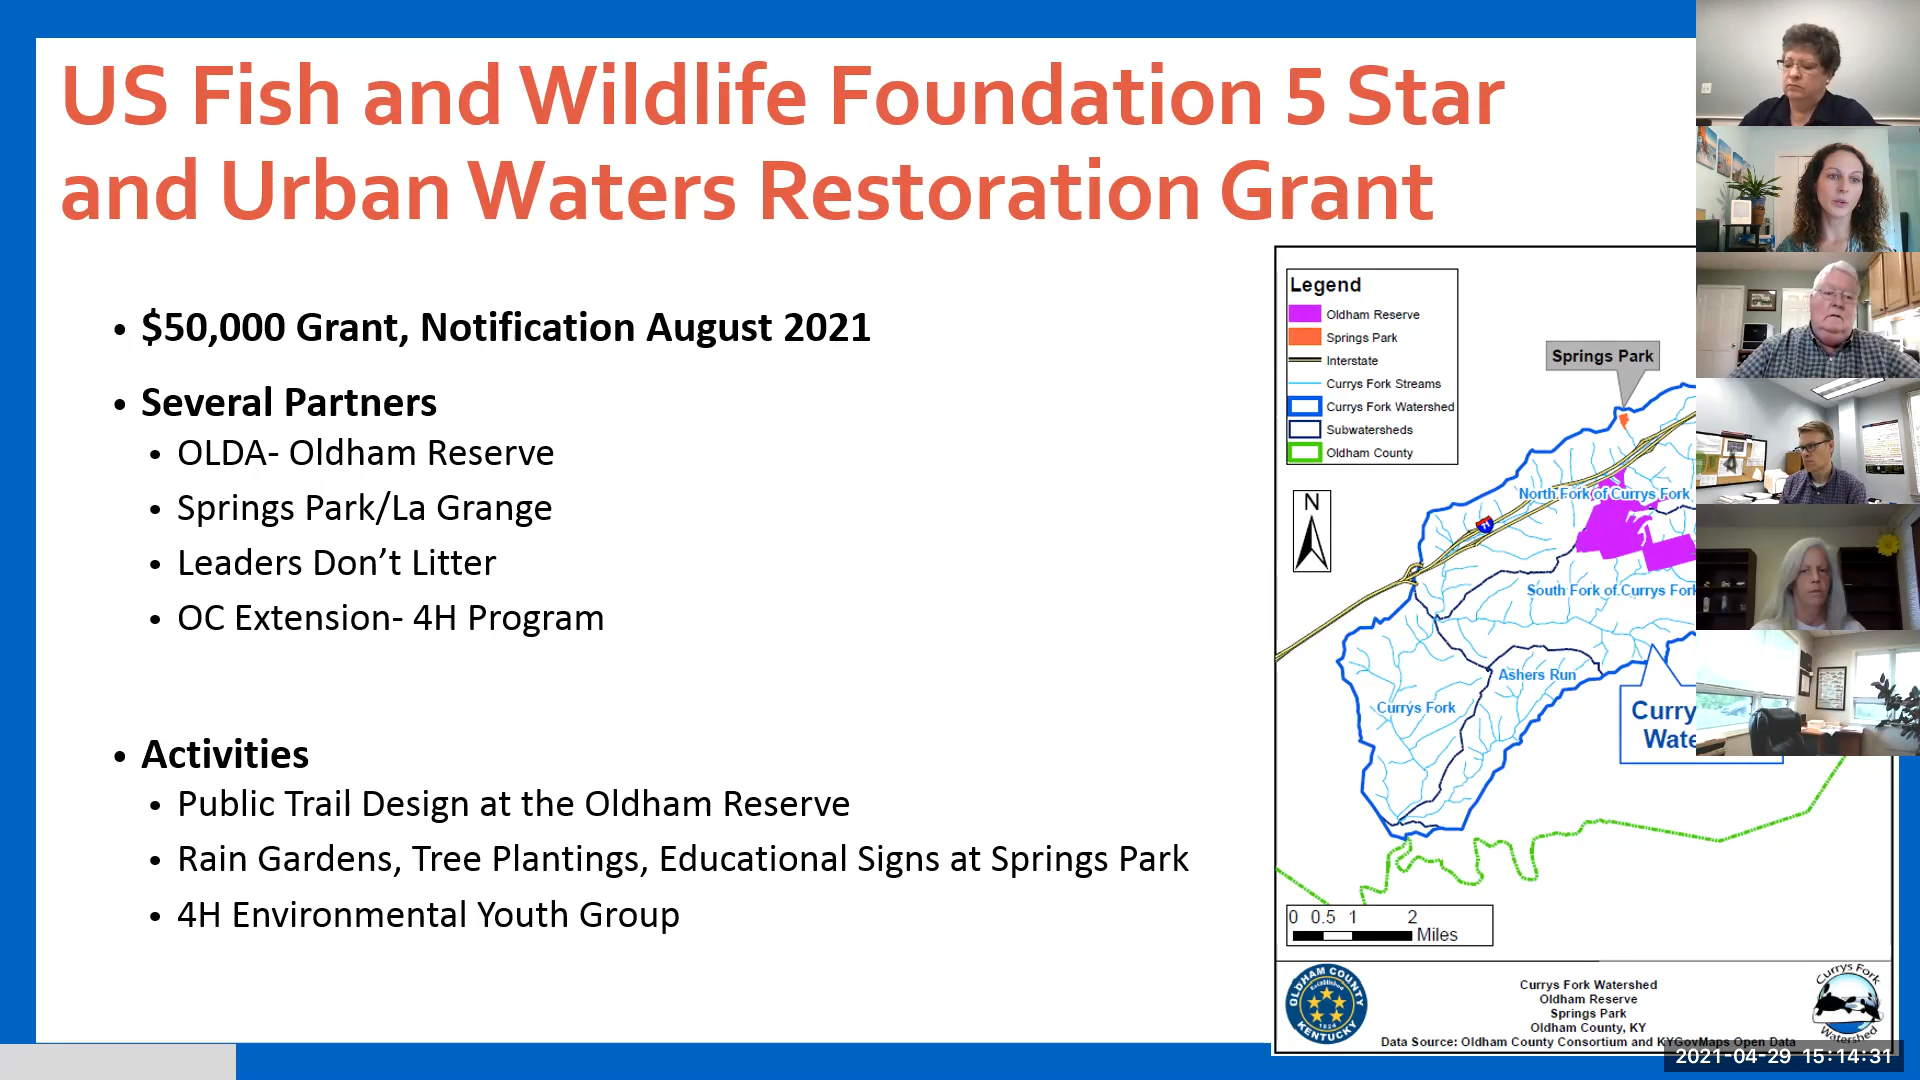 US Fish and Wildlife Foundation 5 Star
and Urban Waters Restoration Grant
• $50,000 Grant, Notification August 2021
• Several Partners
• OLDA- Oldham Reserve
• Springs Park/La Grange
• Leaders Don’t Litter
• OC Extension- 4H Program
• Activities
• Public Trail Design at the Oldham Reserve
• Rain Gardens, Tree Plantings, Educational Signs at Springs Park
• 4H Environmental Youth Group
Legend
Oldham Reserve
Springs Park
Interstate
Currys Fork Streams
Currys Fork Watershed
Subwatersheds
Oldham County
N
Springs Park
North Fork of Currys Fork
71
South Fork of Currys Fork
Ashers Run
Currys Fork
Curry
Wate
0 0.5 1 2
Miles
OLDHAM COUNTY
Established
1824
KENTUCKY
Currys Fork Watershed
Oldham Reserve
Springs Park
Oldham County, KY
Data Source: Oldham County Consortium and KYGovMaps Open Data
Currys Fork
Watershed
2021-04-29 15:14:31